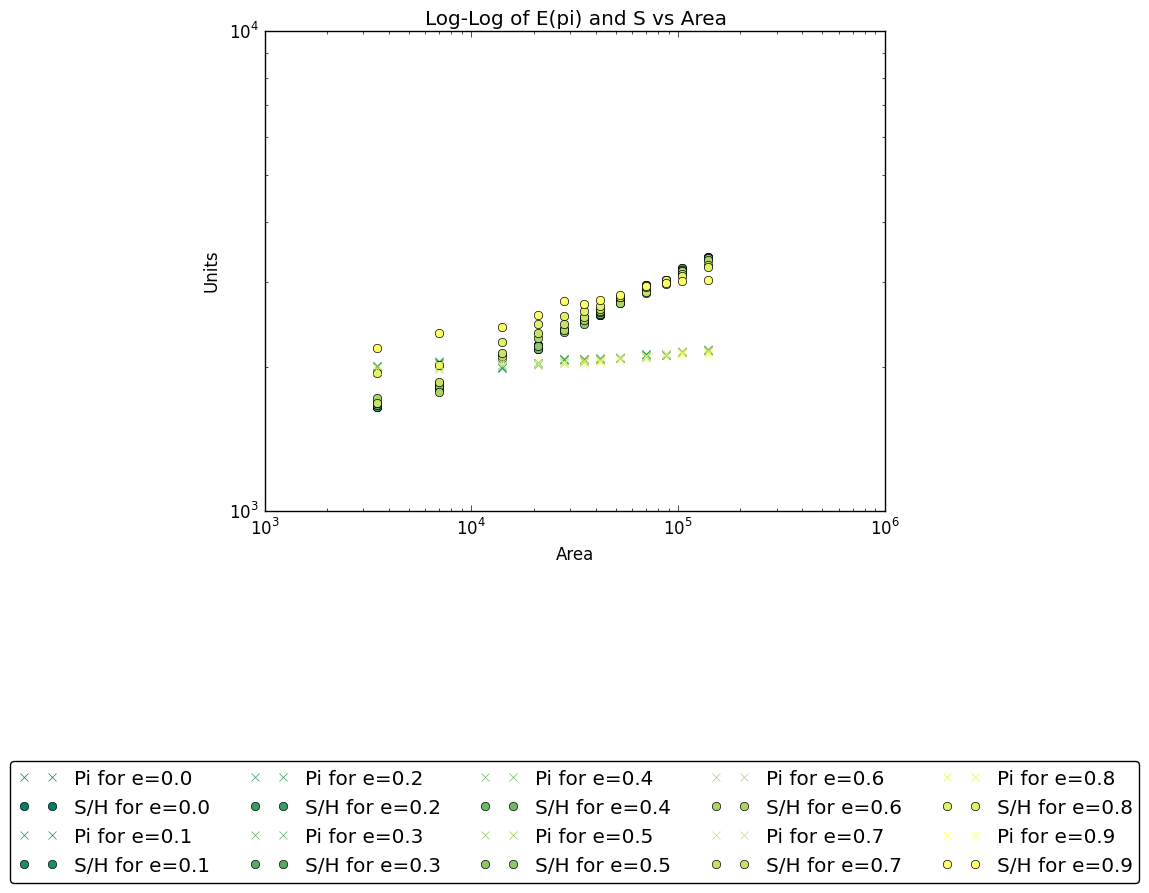 Log-Log of E(pi) and S vs Area
10^4
Units
10^3
10^3 10^4 10^5 10^6
Area
Pi for e=0.0 Pi for e=0.2 Pi for e=0.4 Pi for e=0.6 Pi for e=0.8
S/H for e=0.0 S/H for e=0.2 S/H for e=0.4 S/H for e=0.6 S/H for e=0.8
Pi for e=0.1 Pi for e=0.3 Pi for e=0.5 Pi for e=0.7 Pi for e=0.9
S/H for e=0.1 S/H for e=0.3 S/H for e=0.5 S/H for e=0.7 S/H for e=0.9